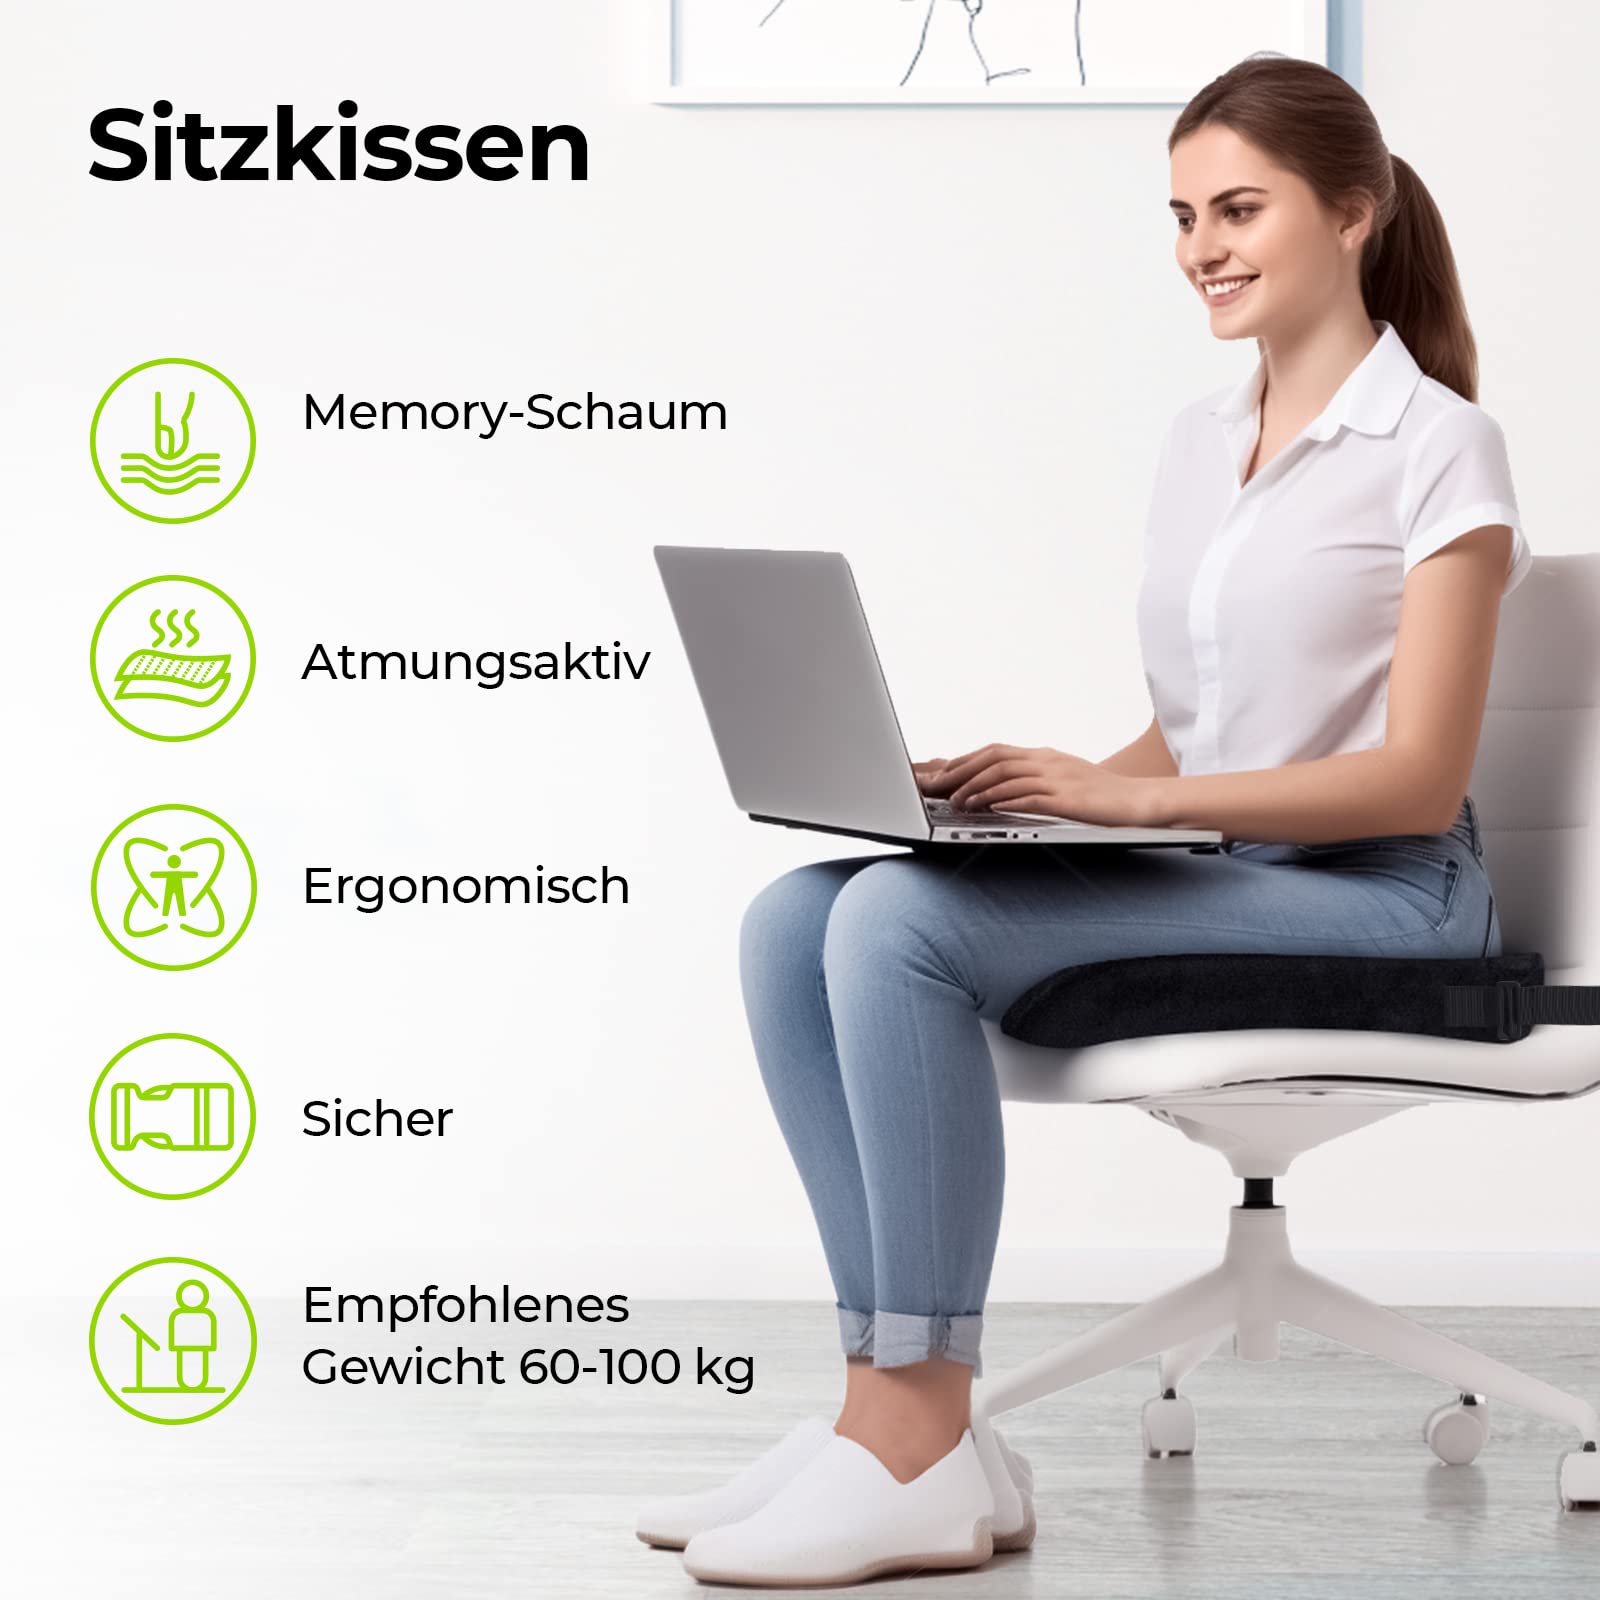 Sitzkissen
Memory-Schaum
Atmungsaktiv
Ergonomisch
Sicher
Empfohlenes
Gewicht 60-100 kg